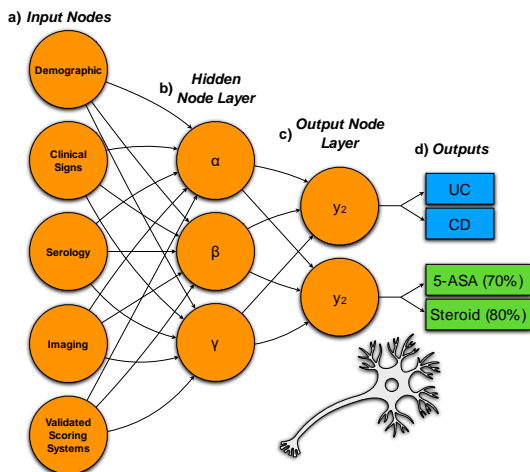 a) Input Nodes
Demographic
Clinical
Signs
Serology
Imaging
Validated
Scoring
Systems
b) Hidden
Node Layer
α
β
γ
c) Output Node
Layer
y2
y2
d) Outputs
UC
CD
5-ASA (70%)
Steroid (80%)